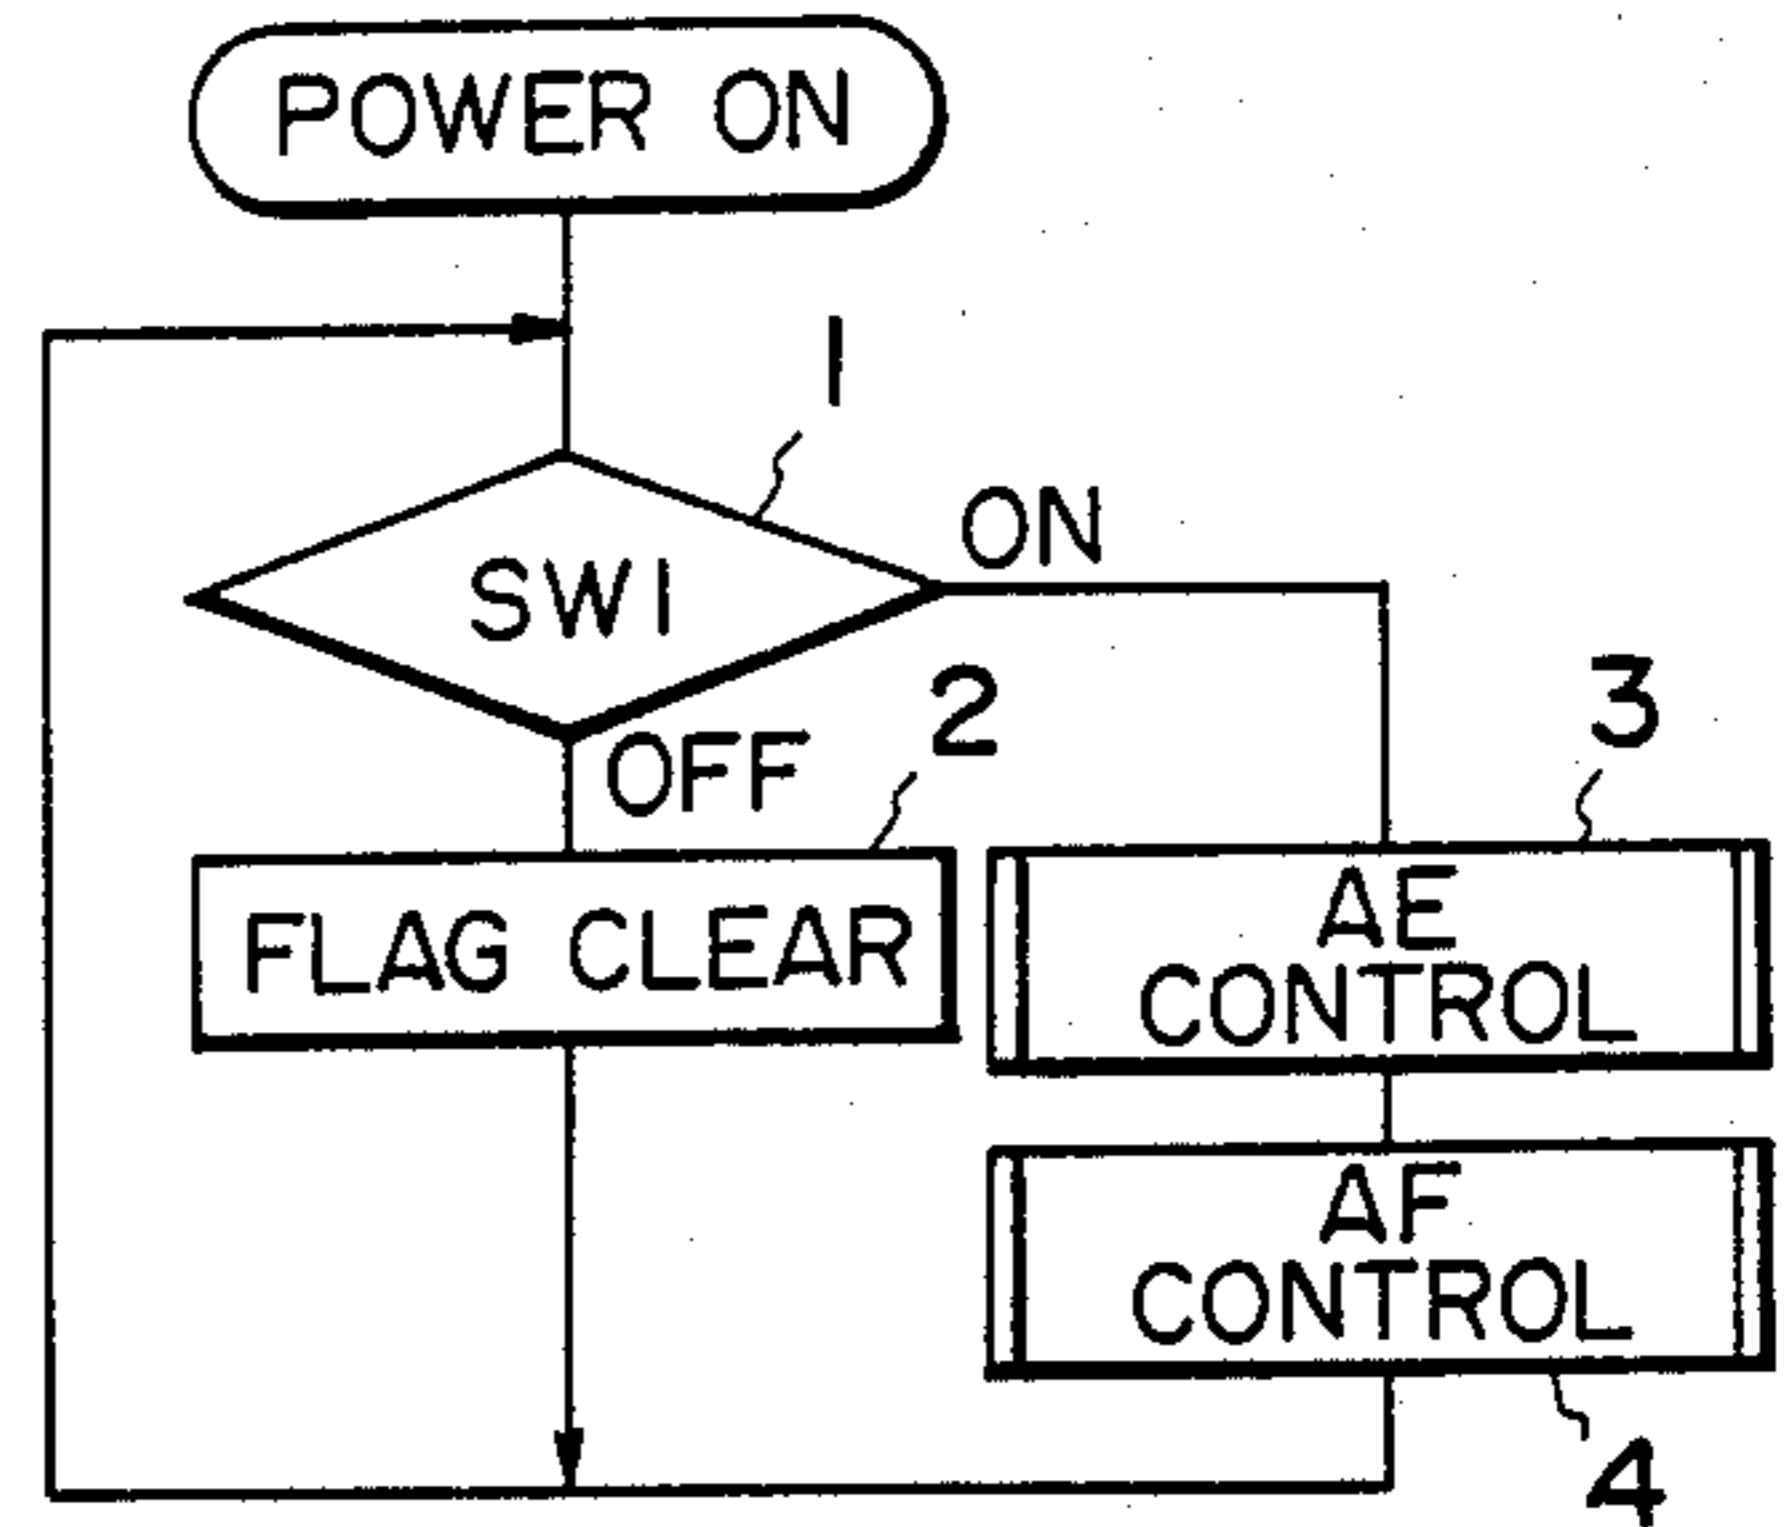 POWER ON
1
SW1
ON
OFF
2
3
FLAG CLEAR
AE
CONTROL
AF
CONTROL
4